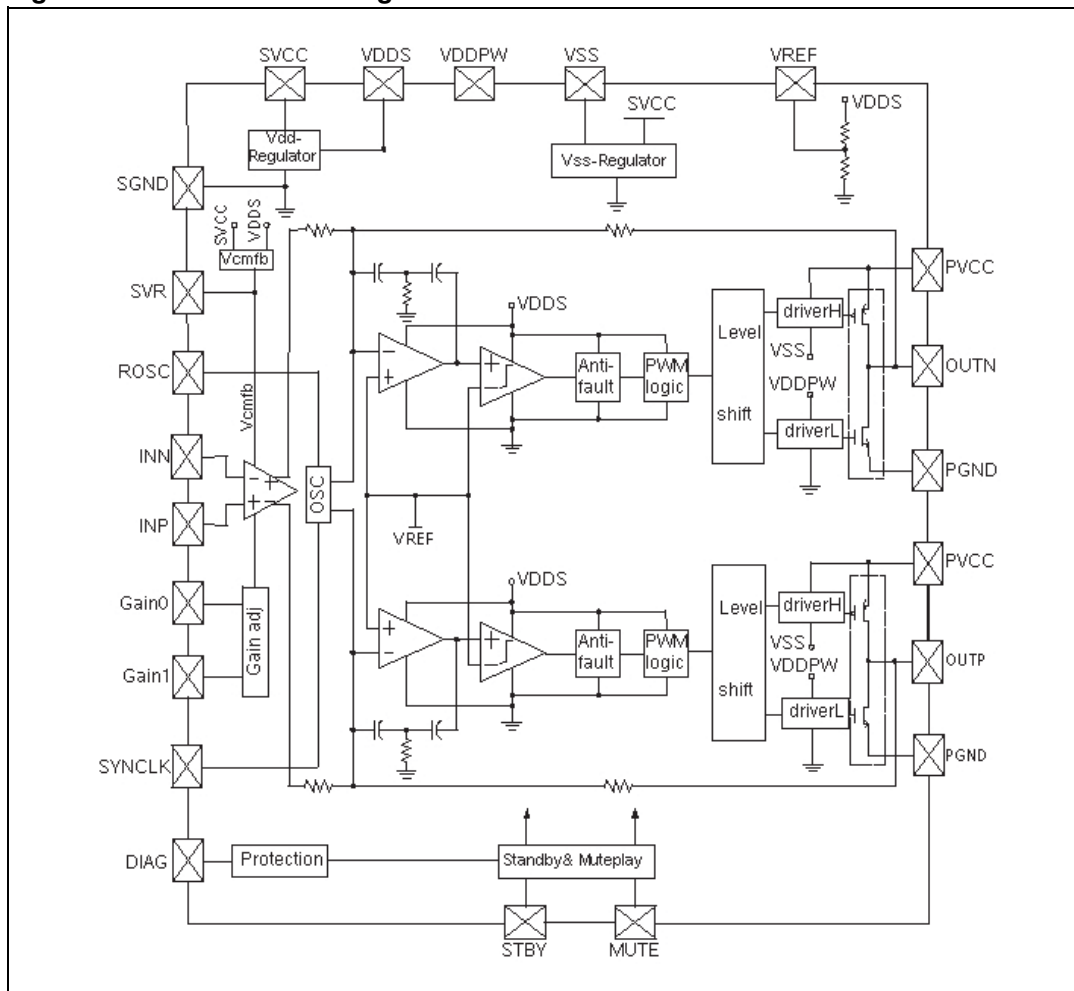 SVCC
VDDS
VDDPW
VSS
VREF
SVCC
VDDS
Vdd-
Regulator
Vss-Regulator
SGND
SVCC
VDDS
Vcmfb
SVR
PVCC
VDDS
driverH
Level
shift
VSS
ROSC
Anti-
fault
PWM
logic
OUTN
VDDPW
Vcmfb
driverL
INN
PGND
OSC
INP
VREF
PVCC
VDDS
Gain0
Level
shift
driverH
Gain adj
Anti-
fault
PWM
logic
VSS
VDDPW
OUTP
Gain1
driverL
SYNCLK
PGND
DIAG
Protection
Standby& Muteplay
STBY
MUTE